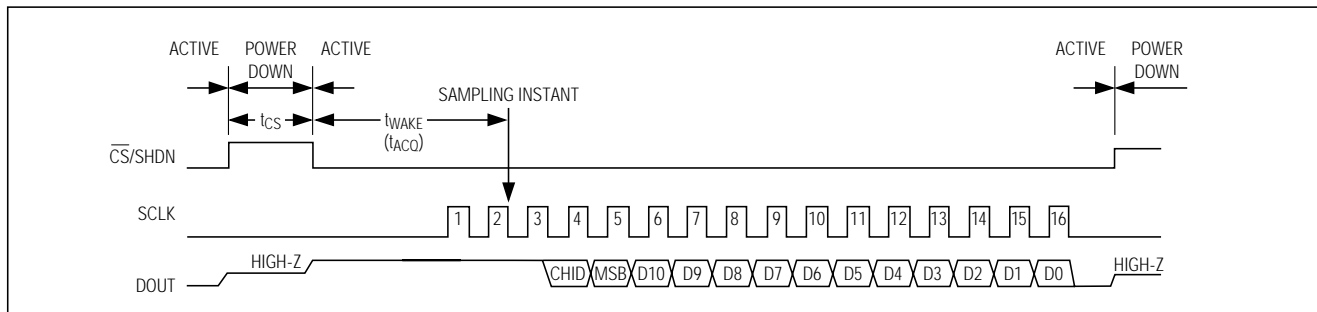 ACTIVE POWER DOWN ACTIVE ACTIVE POWER DOWN
SAMPLING INSTANT
tCS tWAKE
(tACQ)
CS/SHDN
SCLK 1 2 3 4 5 6 7 8 9 10 11 12 13 14 15 16
HIGH-Z HIGH-Z
DOUT CHID MSB D10 D9 D8 D7 D6 D5 D4 D3 D2 D1 D0